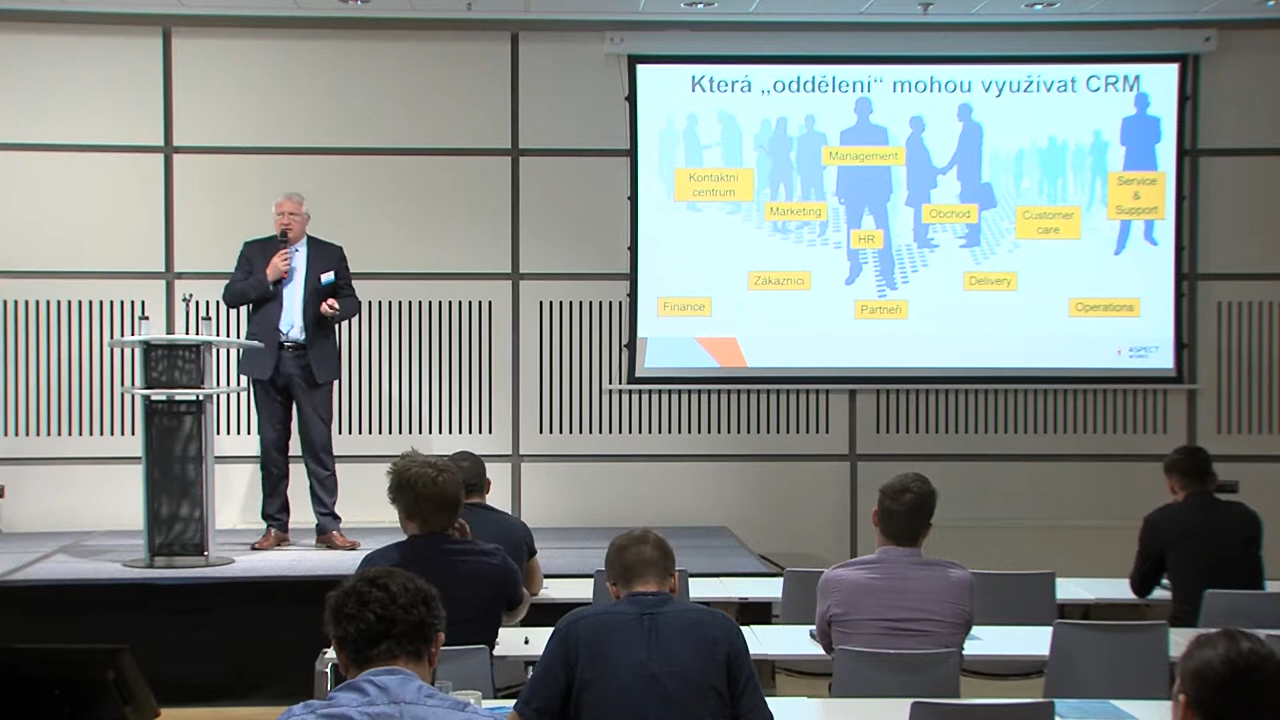 Která „oddělení“ mohou využívat CRM
Management
Kontaktní
centrum
Service
&
Support
Marketing
Obchod
Customer
care
HR
Zákazníci
Delivery
Finance
Partneři
Operations
ASPECT
WORKS